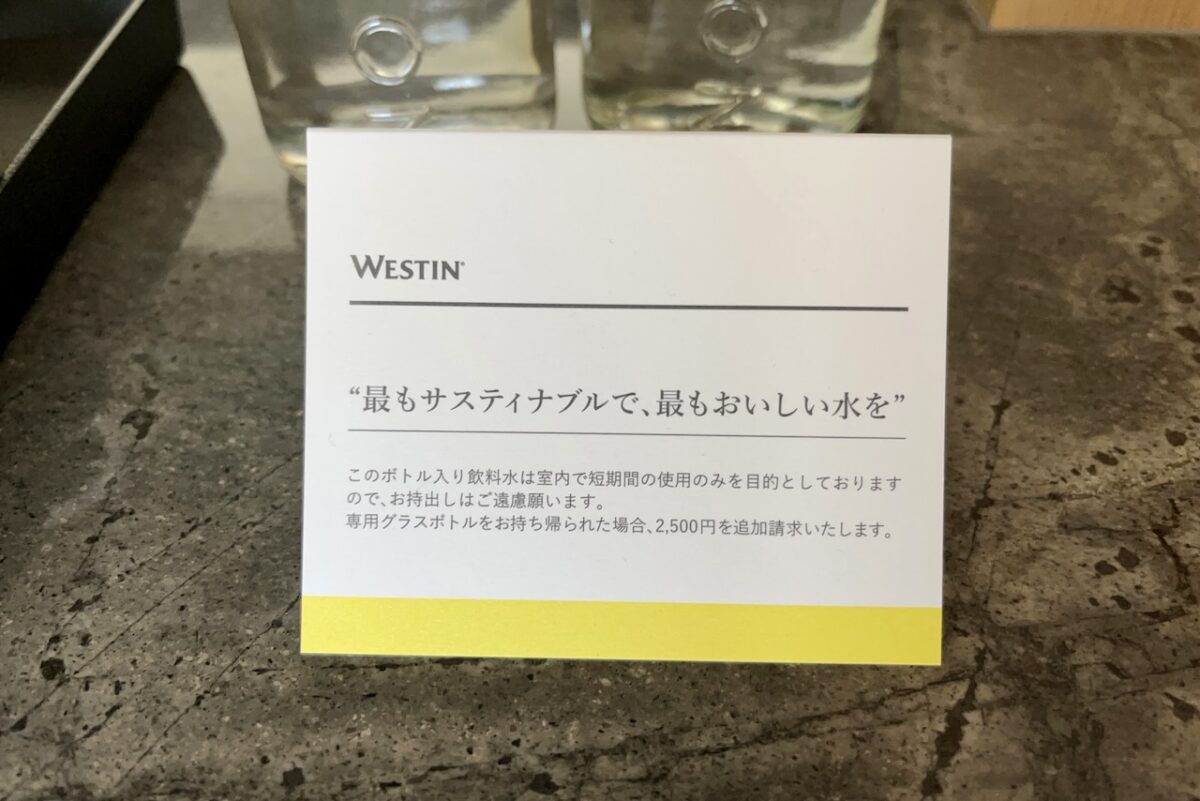 WESTIN®
“最もサスティナブルで、最もおいしい水を”
このボトル入り飲料水は室内で短期間の使用のみを目的としております
ので、お持出しはご遠慮願います。
専用グラスボトルをお持ち帰られた場合、2,500円を追加請求いたします。